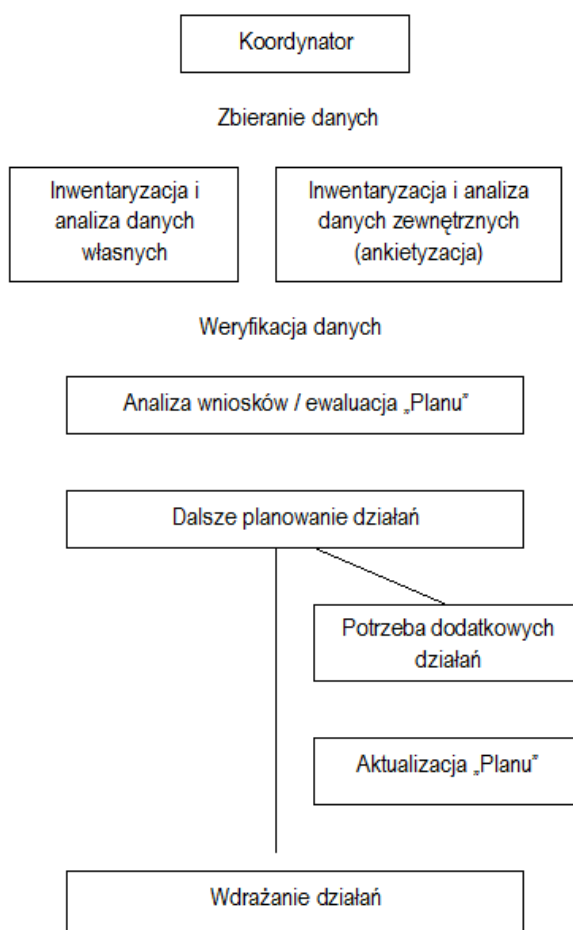 Koordynator
Zbieranie danych
Inwentaryzacja i
analiza danych
własnych
Inwentaryzacja i analiza
danych zewnętrznych
(ankietyzacja)
Weryfikacja danych
Analiza wniosków / ewaluacja „Planu”
Dalsze planowanie działań
Potrzeba dodatkowych
działań
Aktualizacja „Planu”
Wdrażanie działań